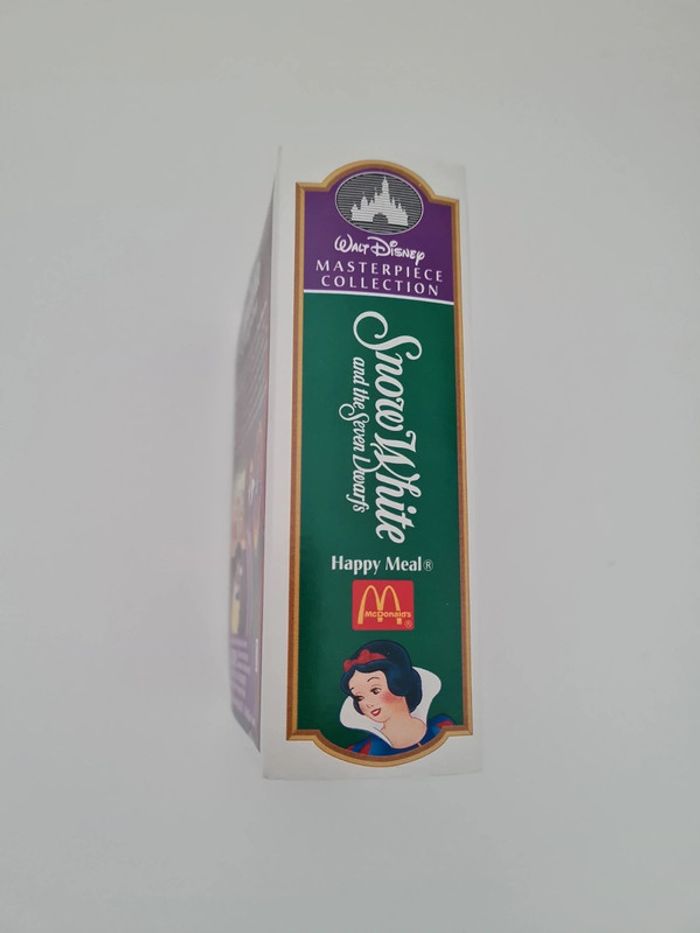 WALT DISNEY
MASTERPIECE
COLLECTION
Snow White
and the Seven Dwarfs
Happy Meal®
McDonald's
®